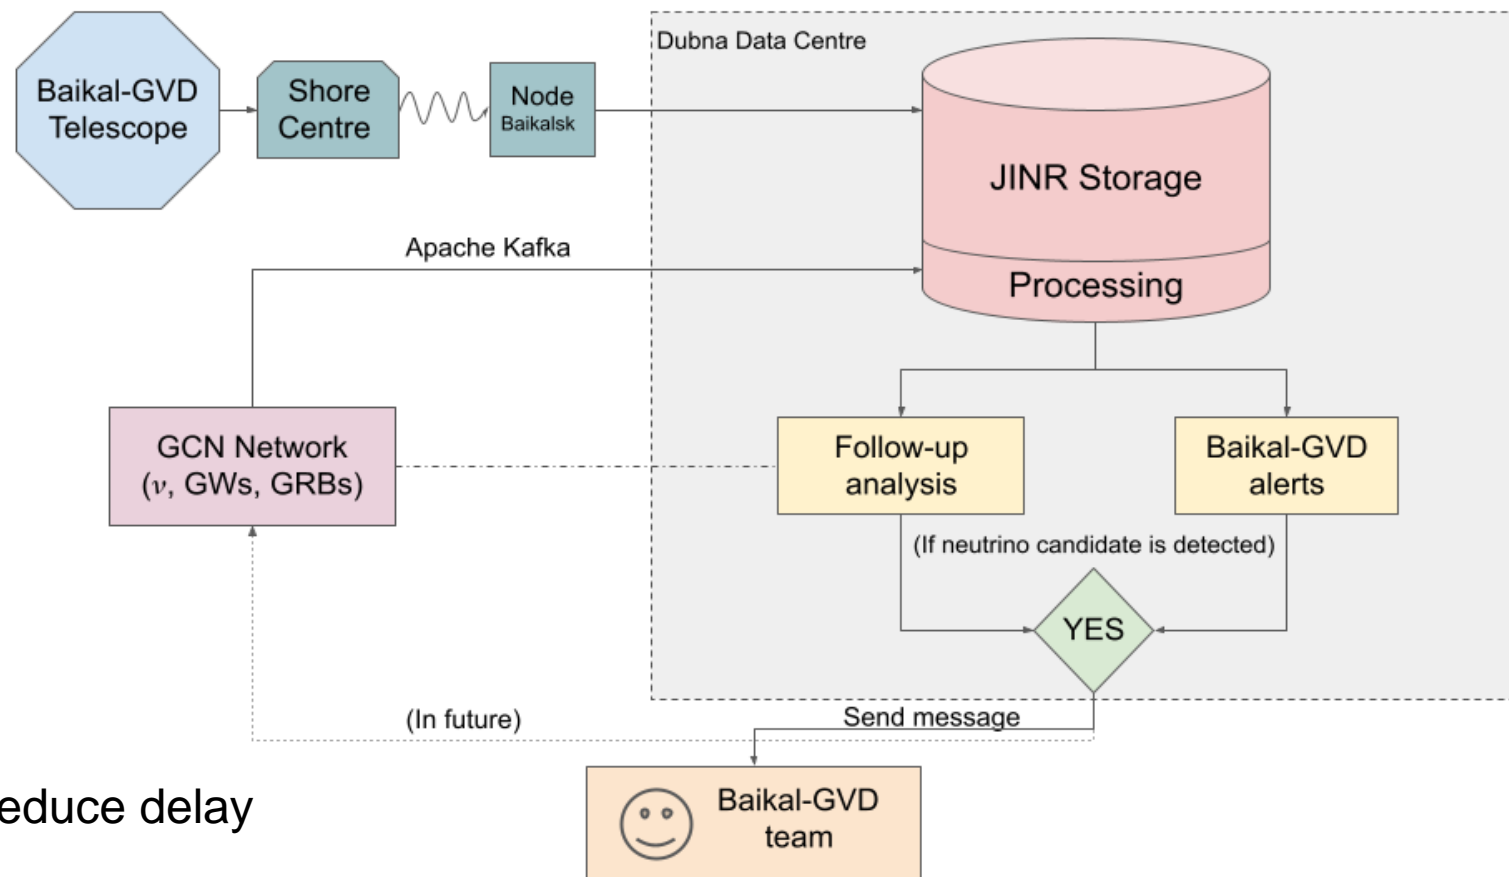 Baikal-GVD
Telescope
Shore
Centre
Node
Baikalsk
Dubna Data Centre
JINR Storage
Processing
Apache Kafka
GCN Network
(ν, GWs, GRBs)
Follow-up
analysis
Baikal-GVD
alerts
(If neutrino candidate is detected)
YES
(In future)
Send message
educe delay
Baikal-GVD
team